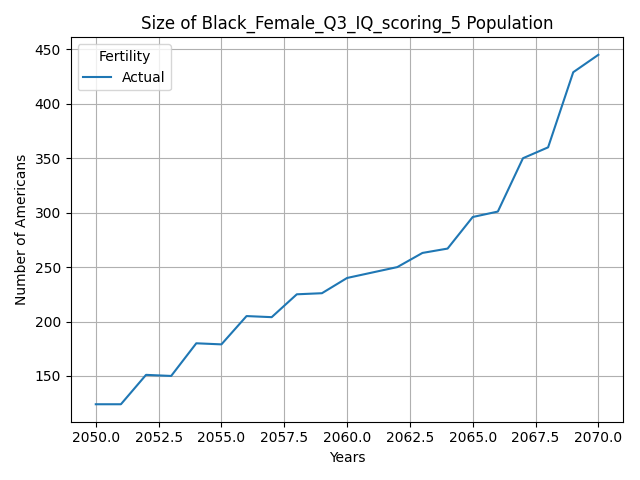 Size of Black_Female_Q3_IQ_scoring_5 Population
Fertility
Actual
Number of Americans
450
400
350
300
250
200
150
2050.0 2052.5 2055.0 2057.5 2060.0 2062.5 2065.0 2067.5 2070.0
Years